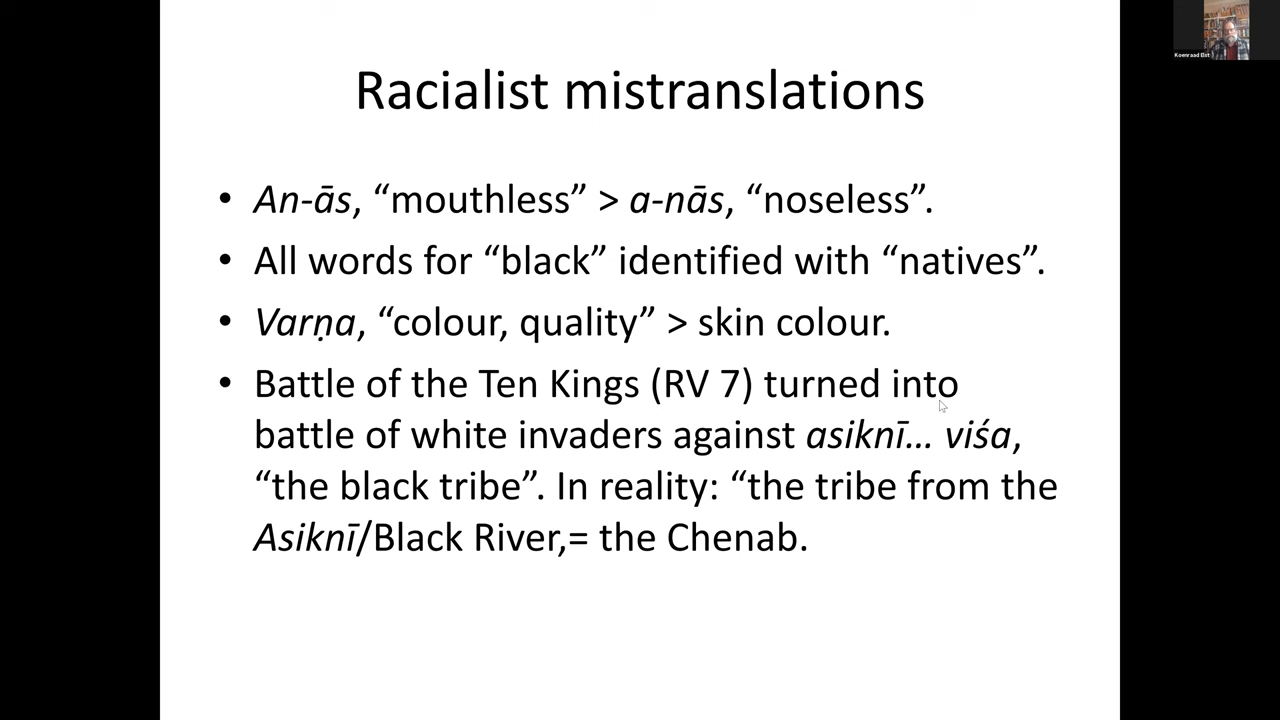 Koenraad Elst
Racialist mistranslations
• An-ās, “mouthless” > a-nās, “noseless”.
• All words for “black” identified with “natives”.
• Varṇa, “colour, quality” > skin colour.
• Battle of the Ten Kings (RV 7) turned into
battle of white invaders against asiknī... viśa,
“the black tribe”. In reality: “the tribe from the
Asiknī/Black River,= the Chenab.